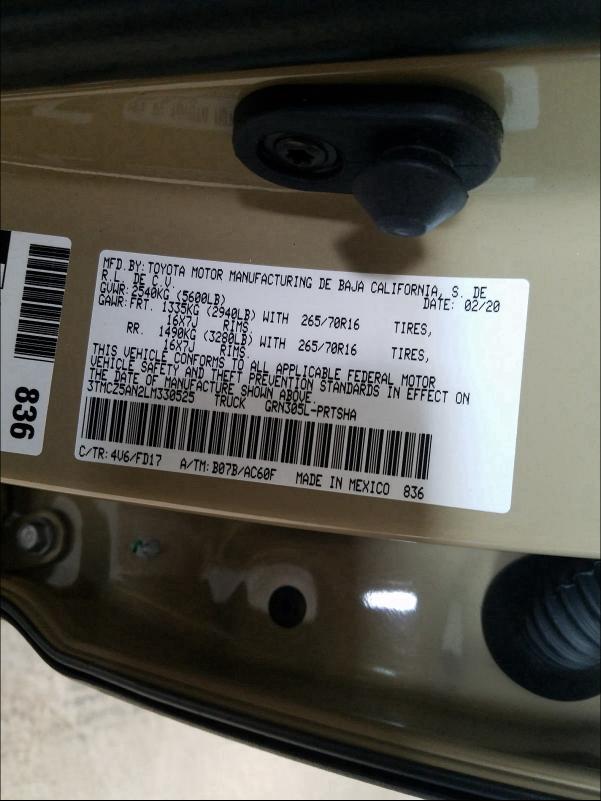 MFD.BY:TOYOTA MOTOR MANUFACTURING DE BAJA CALIFORNIA, S. DE
R.L. DE C.V.
DATE: 02/20
GVWR:2540KG (5600LB)
GAWR:FRT. 1335KG (2940LB) WITH 265/70R16 TIRES,
16X7J RIMS.
RR. 1490KG (3280LB) WITH 265/70R16 TIRES,
16X7J RIMS.
THIS VEHICLE CONFORMS TO ALL APPLICABLE FEDERAL MOTOR
VEHICLE SAFETY AND THEFT PREVENTION STANDARDS IN EFFECT ON
THE DATE OF MANUFACTURE SHOWN ABOVE.
3TMCZ5AN2LM330525 TRUCK GRN305L-PRTSHA
C/TR:4V6/FD17 A/TM:B07B/AC60F MADE IN MEXICO 836
836